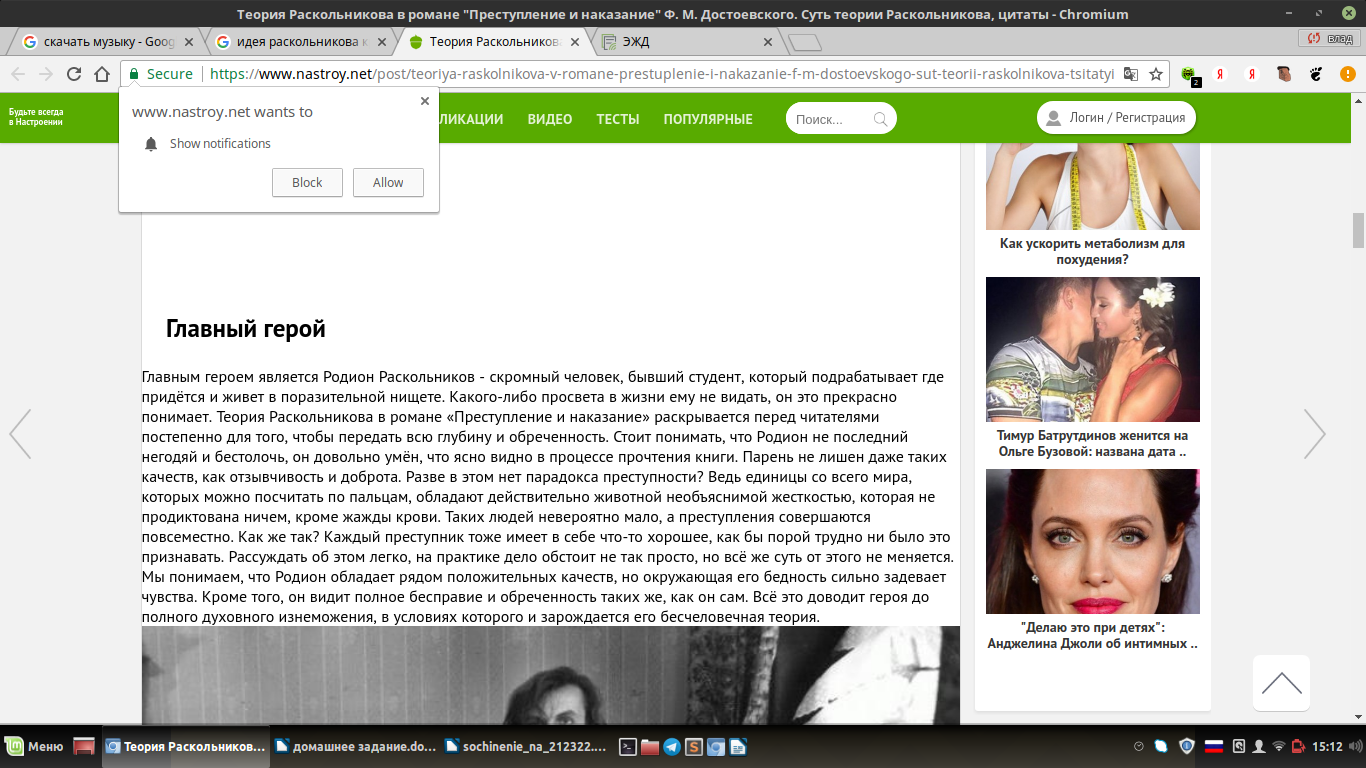 Теория Раскольникова в романе "Преступление и наказание" Ф. М. Достоевского. Суть теории Раскольникова, цитаты - Chromium
скачать музыку - Goog
идея раскольникова к
Теория Раскольникова
ЭЖД
влад
Secure
https://www.nastroy.net/post/teoriya-raskolnikova-v-romane-prestuplenie-i-nakazanie-f-m-dostoevskogo-sut-teorii-raskolnikova-tsitatyi
2
www.nastroy.net wants to
Show notifications
Block
Allow
Будьте всегда
в Настроении
ЛИКАЦИИ
ВИДЕО
ТЕСТЫ
ПОПУЛЯРНЫЕ
Поиск...
Логин / Регистрация
Главный герой
Главным героем является Родион Раскольников - скромный человек, бывший студент, который подрабатывает где
придётся и живет в поразительной нищете. Какого-либо просвета в жизни ему не видать, он это прекрасно
понимает. Теория Раскольникова в романе «Преступление и наказание» раскрывается перед читателями
постепенно для того, чтобы передать всю глубину и обреченность. Стоит понимать, что Родион не последний
негодяй и бестолочь, он довольно умён, что ясно видно в процессе прочтения книги. Парень не лишен даже таких
качеств, как отзывчивость и доброта. Разве в этом нет парадокса преступности? Ведь единицы со всего мира,
которых можно посчитать по пальцам, обладают действительно животной необъяснимой жесткостью, которая не
продиктована ничем, кроме жажды крови. Таких людей невероятно мало, а преступления совершаются
повсеместно. Как же так? Каждый преступник тоже имеет в себе что-то хорошее, как бы порой трудно ни было это
признавать. Рассуждать об этом легко, на практике дело обстоит не так просто, но всё же суть от этого не меняется.
Мы понимаем, что Родион обладает рядом положительных качеств, но окружающая его бедность сильно задевает
чувства. Кроме того, он видит полное бесправие и обреченность таких же, как он сам. Всё это доводит героя до
полного духовного изнеможения, в условиях которого и зарождается его бесчеловечная теория.
Как ускорить метаболизм для
похудения?
Тимур Батрутдинов женится на
Ольге Бузовой: названа дата ..
"Делаю это при детях":
Анджелина Джоли об интимных ..
Меню
Теория Раскольников...
домашнее задание.do...
sochinenie_na_212322....
15:12